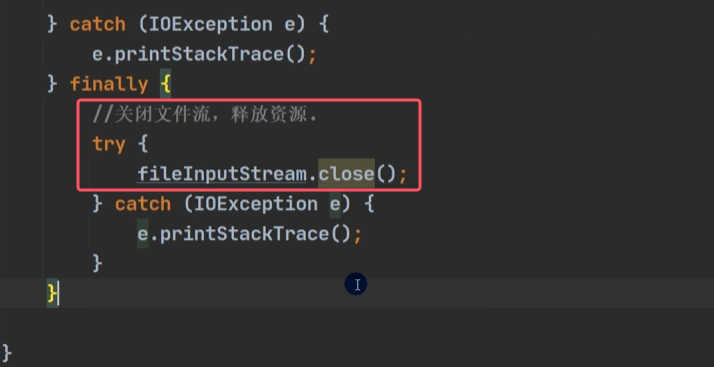 } catch (IOException e) {
e.printStackTrace();
} finally {
//关闭文件流，释放资源.
try {
fileInputStream.close();
} catch (IOException e) {
e.printStackTrace();
}
}
}